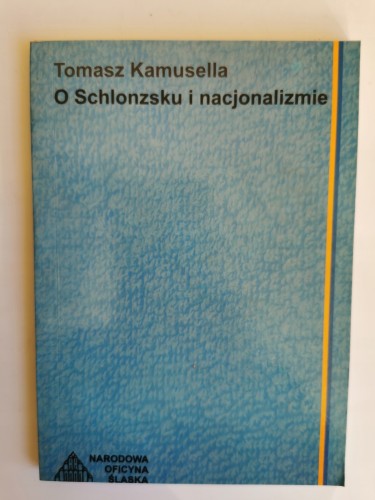 Tomasz Kamusella
O Schlonzsku i nacjonalizmie
NARODOWA
OFICYNA
ŚLĄSKA